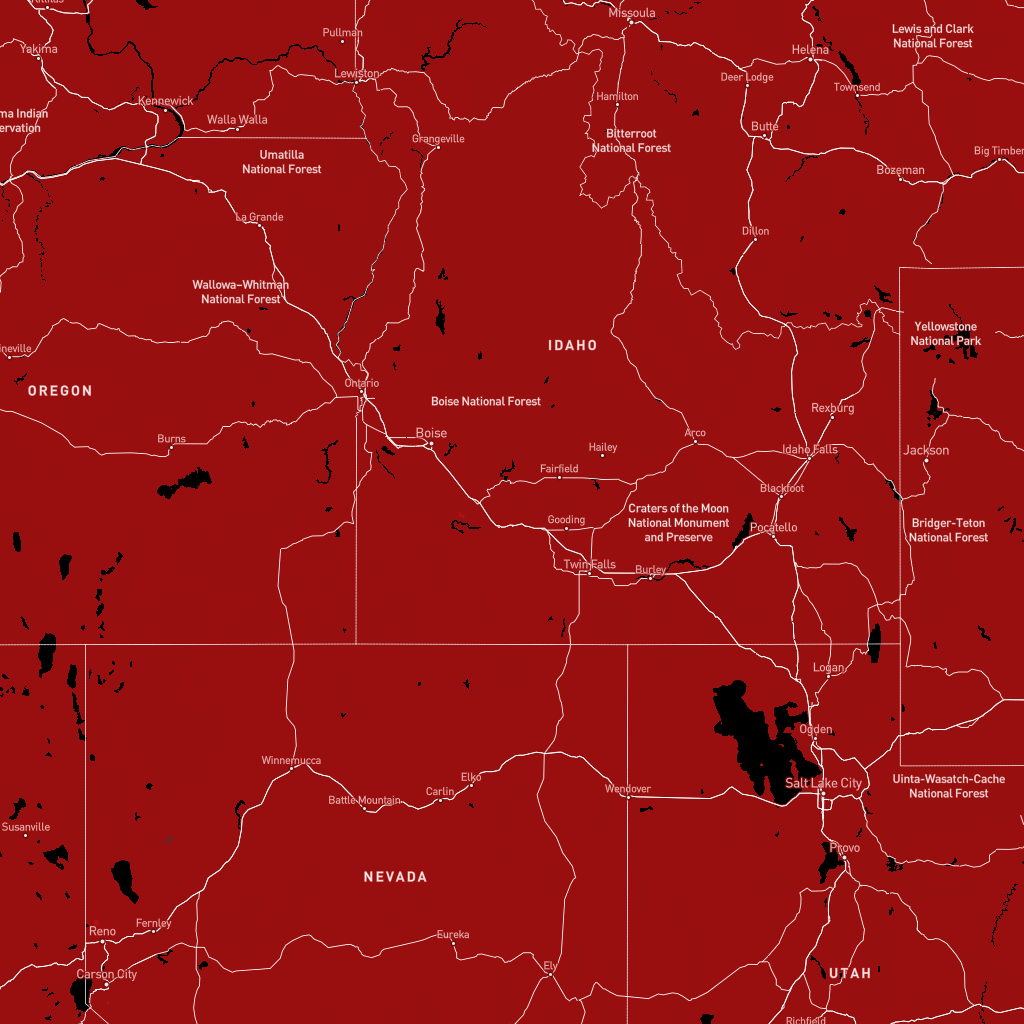 Missoula
Pullman
Lewis and Clark
National Forest
Yakima
Helena
Lewiston
Deer Lodge
Townsend
Kennewick
Hamilton
Walla Walla
Butte
Grangeville
Bitterroot
National Forest
Umatilla
National Forest
Big Timber
Bozeman
La Grande
Dillon
Wallowa–Whitman
National Forest
Yellowstone
National Park
IDAHO
Ontario
OREGON
Boise National Forest
Rexburg
Burns
Boise
Arco
Hailey
Idaho Falls
Jackson
Fairfield
Blackfoot
Craters of the Moon
National Monument
and Preserve
Gooding
Pocatello
Bridger-Teton
National Forest
Twin Falls
Burley
Logan
Ogden
Winnemucca
Elko
Carlin
Battle Mountain
Wendover
Salt Lake City
Uinta-Wasatch-Cache
National Forest
Susanville
Provo
NEVADA
Fernley
Reno
Eureka
Carson City
Ely
UTAH
Richfield